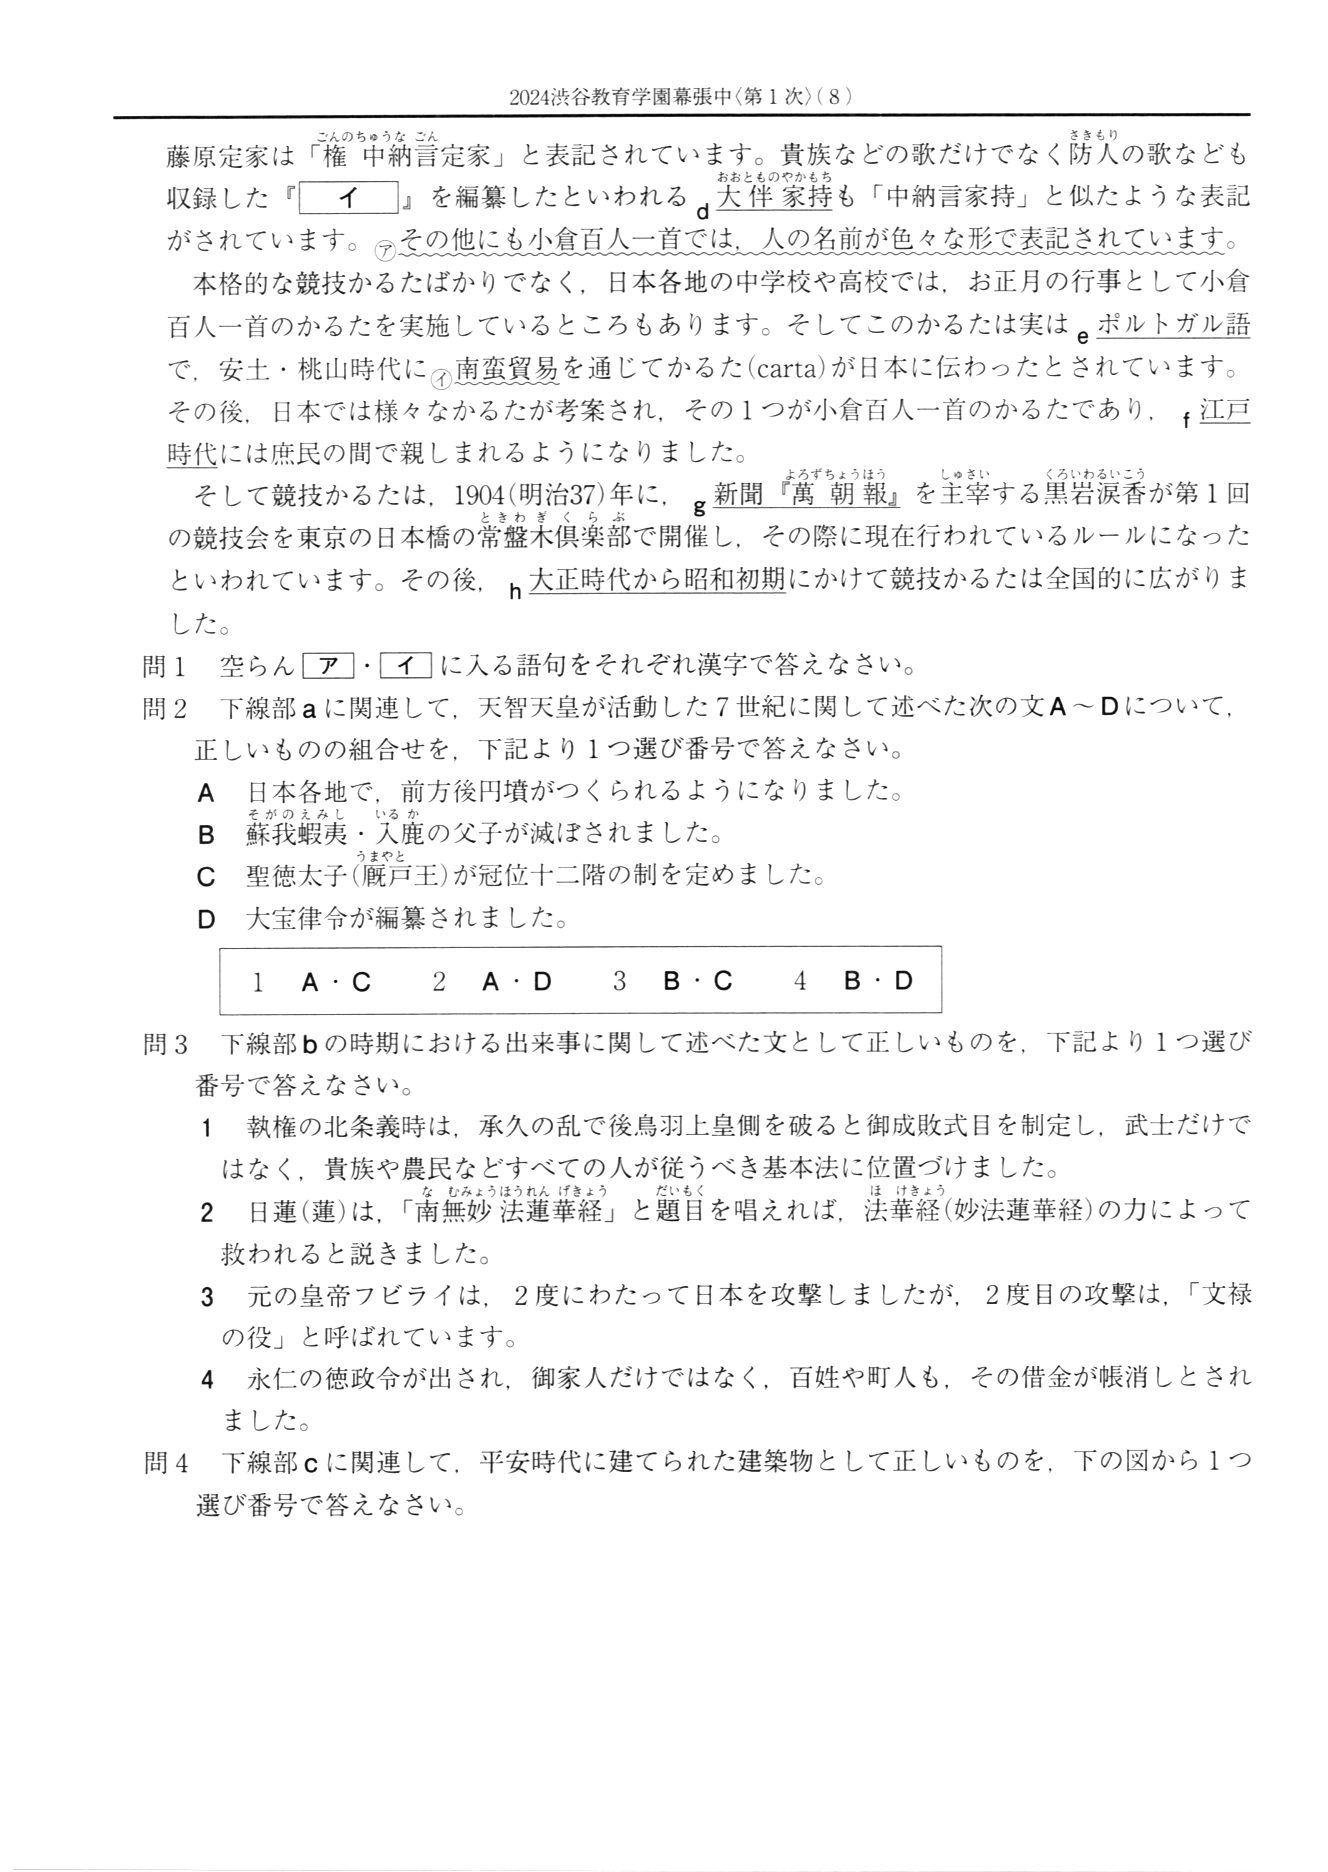 2024渋谷教育学園幕張中〈第1次〉(8)
藤原定家は「権中納言定家」と表記されています。貴族などの歌だけでなく防人の歌なども
収録した『イ』を編纂したといわれるd大伴家持も「中納言家持」と似たような表記
がされています。㋐その他にも小倉百人一首では，人の名前が色々な形で表記されています。
本格的な競技かるたばかりでなく，日本各地の中学校や高校では，お正月の行事として小倉
百人一首のかるたを実施しているところもあります。そしてこのかるたは実はeポルトガル語
で，安土・桃山時代に㋑南蛮貿易を通じてかるた(carta)が日本に伝わったとされています。
その後，日本では様々なかるたが考案され，その1つが小倉百人一首のかるたであり，f江戸
時代には庶民の間で親しまれるようになりました。
そして競技かるたは，1904(明治37)年に，g新聞『萬朝報』を主宰する黒岩涙香が第1回
の競技会を東京の日本橋の常盤木倶楽部で開催し，その際に現在行われているルールになった
といわれています。その後，h大正時代から昭和初期にかけて競技かるたは全国的に広がりま
した。
問1　空らんア・イに入る語句をそれぞれ漢字で答えなさい。
問2　下線部aに関連して，天智天皇が活動した7世紀に関して述べた次の文A～Dについて，
正しいものの組合せを，下記より1つ選び番号で答えなさい。
A　日本各地で，前方後円墳がつくられるようになりました。
B　蘇我蝦夷・入鹿の父子が滅ぼされました。
C　聖徳太子(厩戸王)が冠位十二階の制を定めました。
D　大宝律令が編纂されました。
1　A・C　2　A・D　3　B・C　4　B・D
問3　下線部bの時期における出来事に関して述べた文として正しいものを，下記より1つ選び
番号で答えなさい。
1　執権の北条義時は，承久の乱で後鳥羽上皇側を破ると御成敗式目を制定し，武士だけで
はなく，貴族や農民などすべての人が従うべき基本法に位置づけました。
2　日蓮(蓮)は，「南無妙法蓮華経」と題目を唱えれば，法華経(妙法蓮華経)の力によって
救われると説きました。
3　元の皇帝フビライは，2度にわたって日本を攻撃しましたが，2度目の攻撃は，「文禄
の役」と呼ばれています。
4　永仁の徳政令が出され，御家人だけではなく，百姓や町人も，その借金が帳消しとされ
ました。
問4　下線部cに関連して，平安時代に建てられた建築物として正しいものを，下の図から1つ
選び番号で答えなさい。